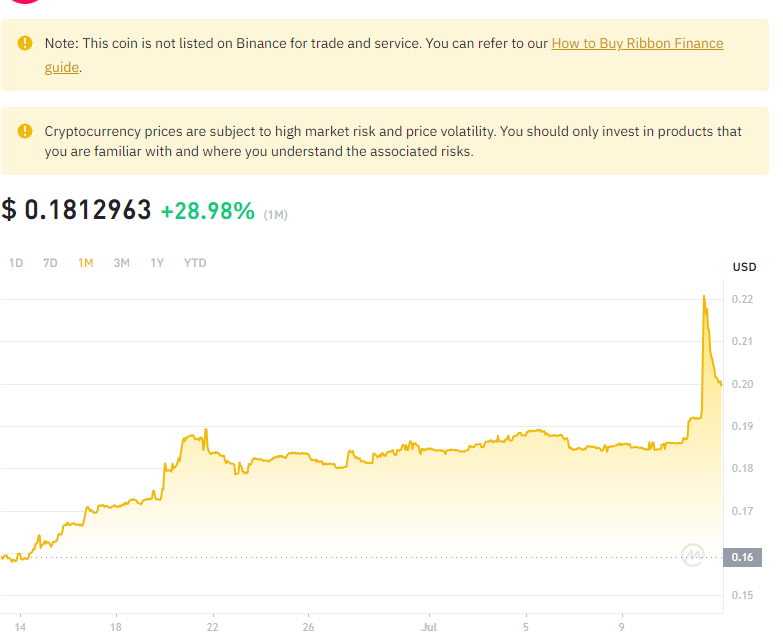 Note: This coin is not listed on Binance for trade and service. You can refer to our How to Buy Ribbon Finance
guide.
Cryptocurrency prices are subject to high market risk and price volatility. You should only invest in products that
you are familiar with and where you understand the associated risks.
$ 0.1812963 +28.98% (1M)
1D 7D 1M 3M 1Y YTD
USD
0.22
0.21
0.20
0.19
0.18
0.17
0.16
0.15
14 18 22 26 Jul 5 9